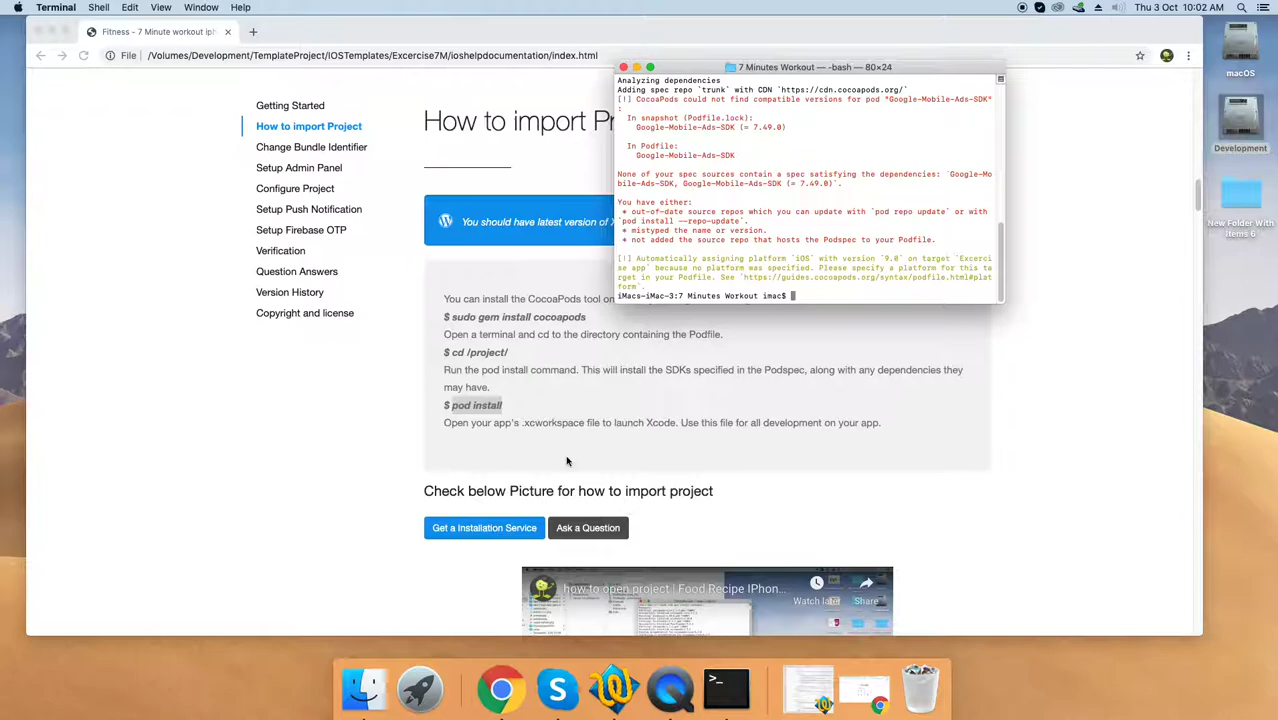 Terminal Shell Edit View Window Help
Thu 3 Oct 10:02 AM
Fitness - 7 Minute workout iph
File /Volumes/Development/TemplateProject/IOSTemplates/Excercise7M/ioshelpdocumentation/index.html
macOS
Development
New Folder With
Items 6
Getting Started
How to import Project
Change Bundle Identifier
Setup Admin Panel
Configure Project
Setup Push Notification
Setup Firebase OTP
Verification
Question Answers
Version History
Copyright and license
How to import Pr
You should have latest version of X
You can install the CocoaPods tool on
$ sudo gem install cocoapods
Open a terminal and cd to the directory containing the Podfile.
$ cd /project/
Run the pod install command. This will install the SDKs specified in the Podspec, along with any dependencies they
may have.
$ pod install
Open your app's .xcworkspace file to launch Xcode. Use this file for all development on your app.
Check below Picture for how to import project
Get a Installation Service
Ask a Question
how to open project | Food Recipe IPhon...
Watch later
Share
7 Minutes Workout — -bash — 80×24
Analyzing dependencies
Adding spec repo `trunk` with CDN `https://cdn.cocoapods.org/`
[!] CocoaPods could not find compatible versions for pod "Google-Mobile-Ads-SDK"
:
In snapshot (Podfile.lock):
Google-Mobile-Ads-SDK (= 7.49.0)
In Podfile:
Google-Mobile-Ads-SDK
None of your spec sources contain a spec satisfying the dependencies: `Google-Mo
bile-Ads-SDK, Google-Mobile-Ads-SDK (= 7.49.0)`.
You have either:
* out-of-date source repos which you can update with `pod repo update` or with
`pod install --repo-update`.
* mistyped the name or version.
* not added the source repo that hosts the Podspec to your Podfile.
[!] Automatically assigning platform `iOS` with version `9.0` on target `Excerci
se app` because no platform was specified. Please specify a platform for this ta
rget in your Podfile. See `https://guides.cocoapods.org/syntax/podfile.html#plat
form`.
iMacs-iMac-3:7 Minutes Workout imac$